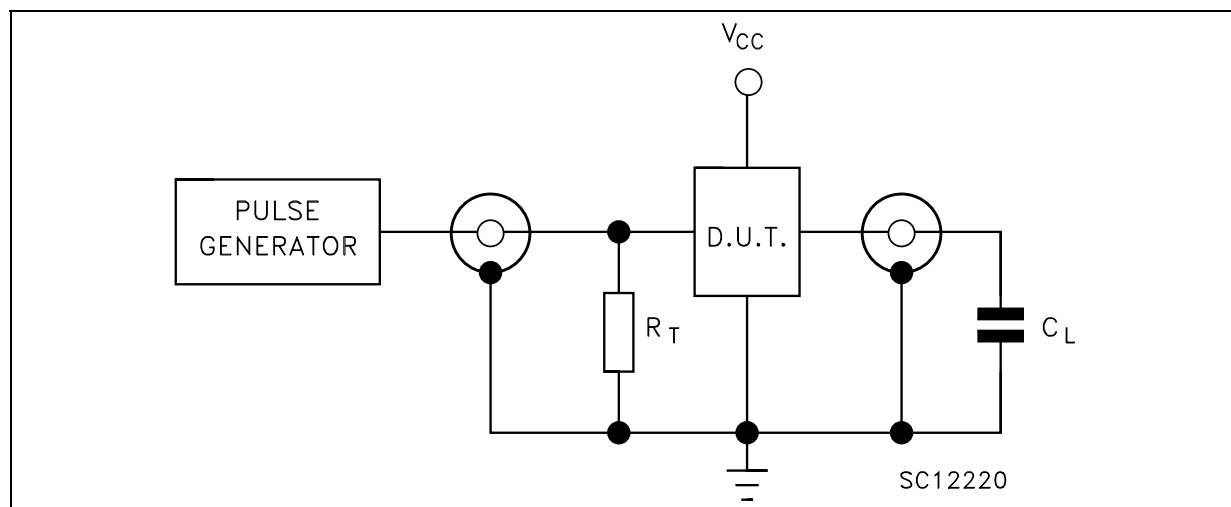 VCC
PULSE
GENERATOR
D.U.T.
RT
CL
SC12220